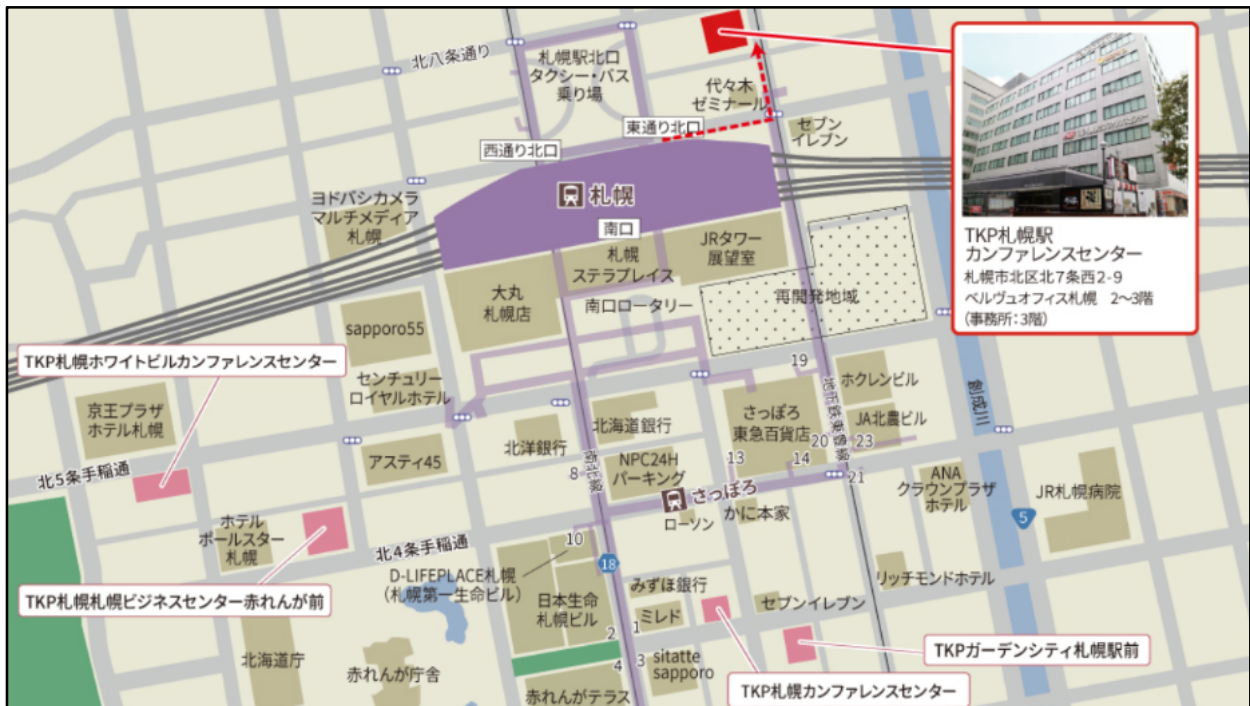 北八条通り
札幌駅北口
タクシー・バス
乗り場
代々木
ゼミナール
東通り北口
セブン
イレブン
西通り北口
札幌
ヨドバシカメラ
マルチメディア
札幌
南口
札幌
ステラプレイス
JRタワー
展望室
大丸
札幌店
南口ロータリー
再開発地域
TKP札幌駅
カンファレンスセンター
札幌市北区北7条西2-9
ベルヴュオフィス札幌 2～3階
(事務所:3階)
sapporo55
TKP札幌ホワイトビルカンファレンスセンター
センチュリー
ロイヤルホテル
19
ホクレンビル
地下鉄東豊線
創成川
京王プラザ
ホテル札幌
北海道銀行
さっぽろ
東急百貨店
JA北農ビル
北洋銀行
20
23
アスティ45
8
南北線
NPC24H
パーキング
13
14
21
北5条手稲通
さっぽろ
ANA
クラウンプラザ
ホテル
JR札幌病院
ローソン
かに本家
5
ホテル
ポールスター
札幌
北4条手稲通
10
18
D-LIFEPLACE札幌
(札幌第一生命ビル)
みずほ銀行
リッチモンドホテル
TKP札幌札幌ビジネスセンター赤れんが前
日本生命
札幌ビル
ミレド
セブンイレブン
2
1
4
3
sitatte
sapporo
TKPガーデンシティ札幌駅前
北海道庁
赤れんが庁舎
赤れんがテラス
TKP札幌カンファレンスセンター